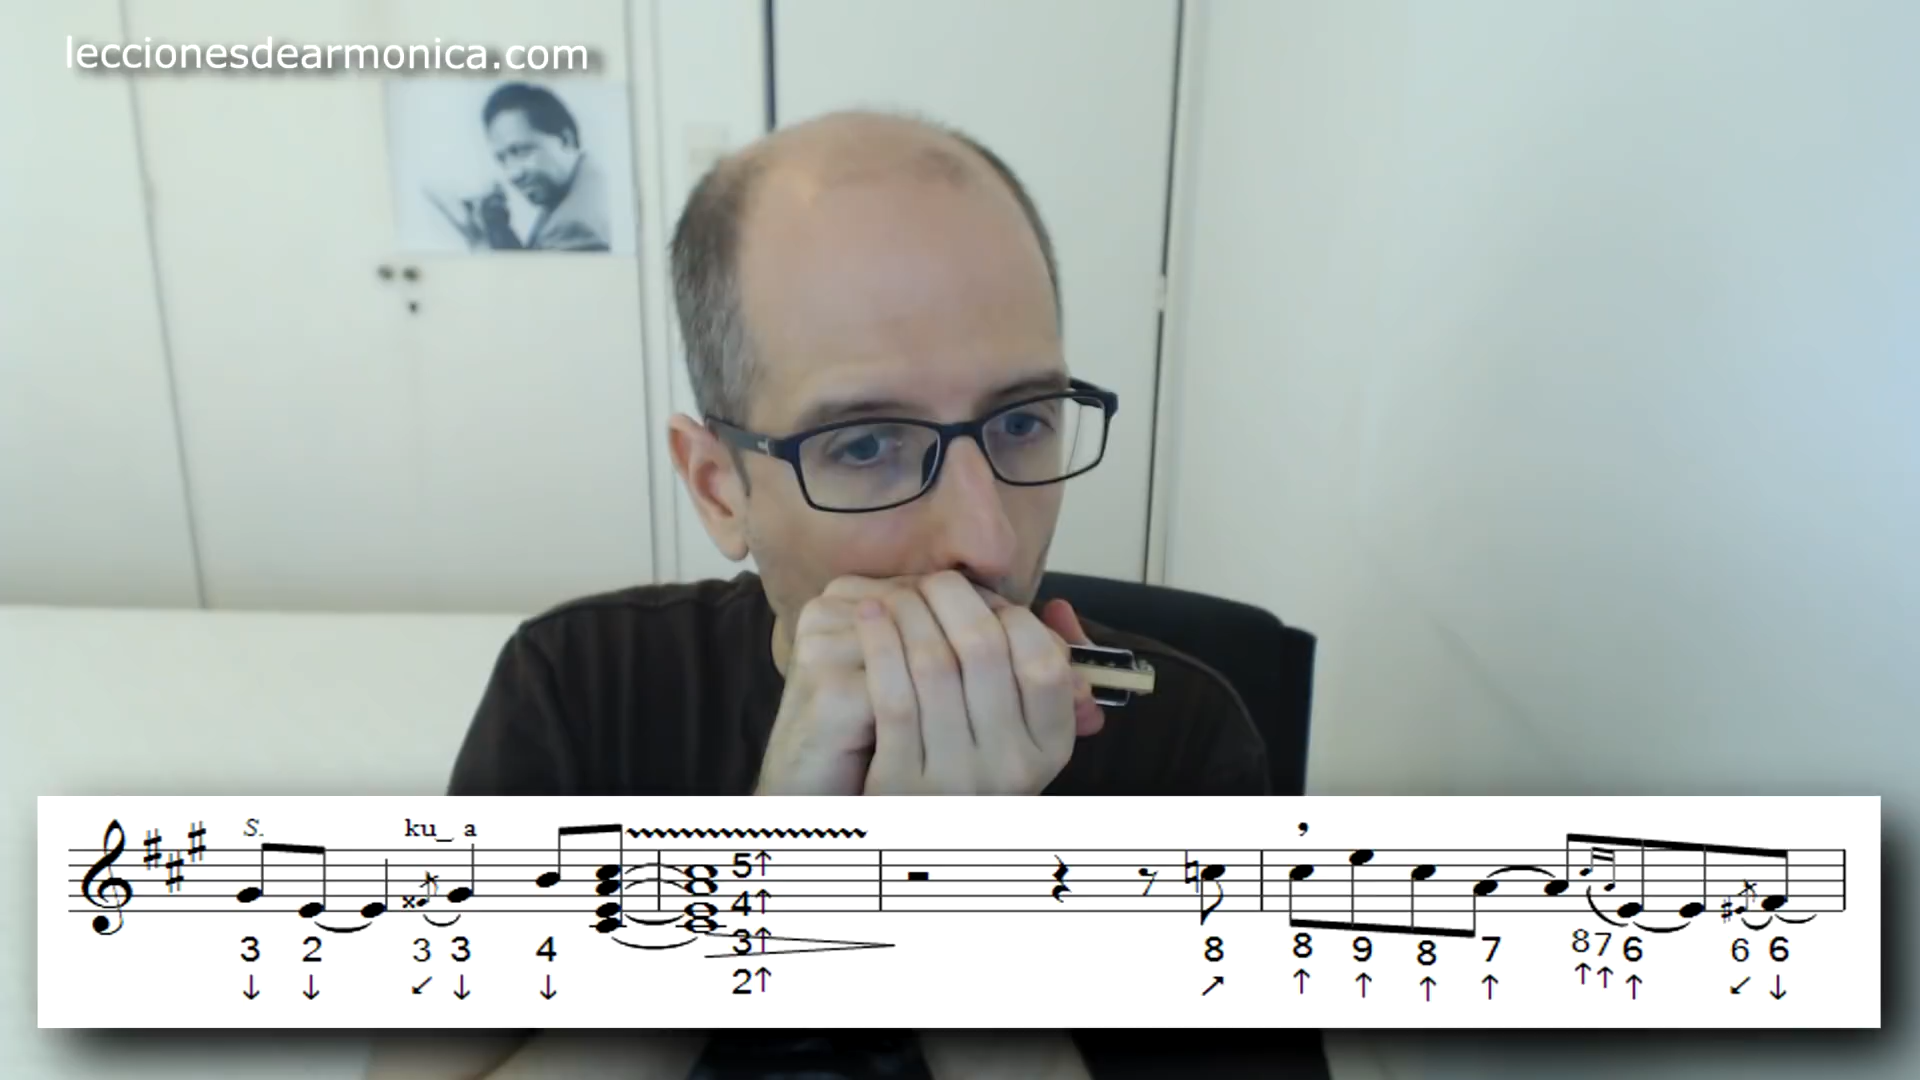 leccionesdearmonica.com
S. ku_ a
5↑
4↑
3↑
2↑
3 2 3 3 4 8 8 9 8 7 8 7 6 6 6
↓ ↓ ↙ ↓ ↓ ↗ ↑ ↑ ↑ ↑ ↑ ↑ ↑ ↙ ↓